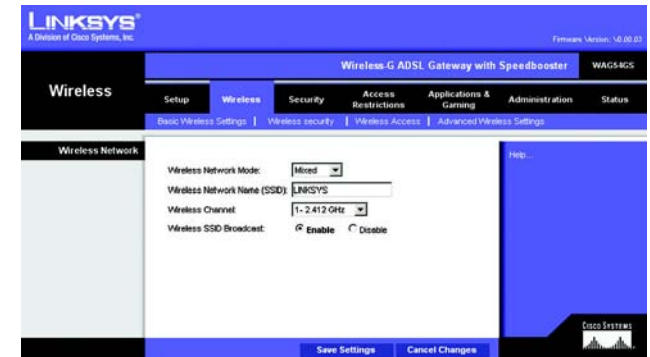 LINKSYS®
A Division of Cisco Systems, Inc.
Firmware Version: V0.00.03
Wireless-G ADSL Gateway with Speedbooster WAG54GS
Wireless
Setup Wireless Security Access Restrictions Applications & Gaming Administration Status
Basic Wireless Settings | Wireless security | Wireless Access | Advanced Wireless Settings
Wireless Network
Help...
Wireless Network Mode: Mixed
Wireless Network Name (SSID): LINKSYS
Wireless Channel: 1- 2.412 GHz
Wireless SSID Broadcast: Enable Disable
CISCO SYSTEMS
Save Settings Cancel Changes